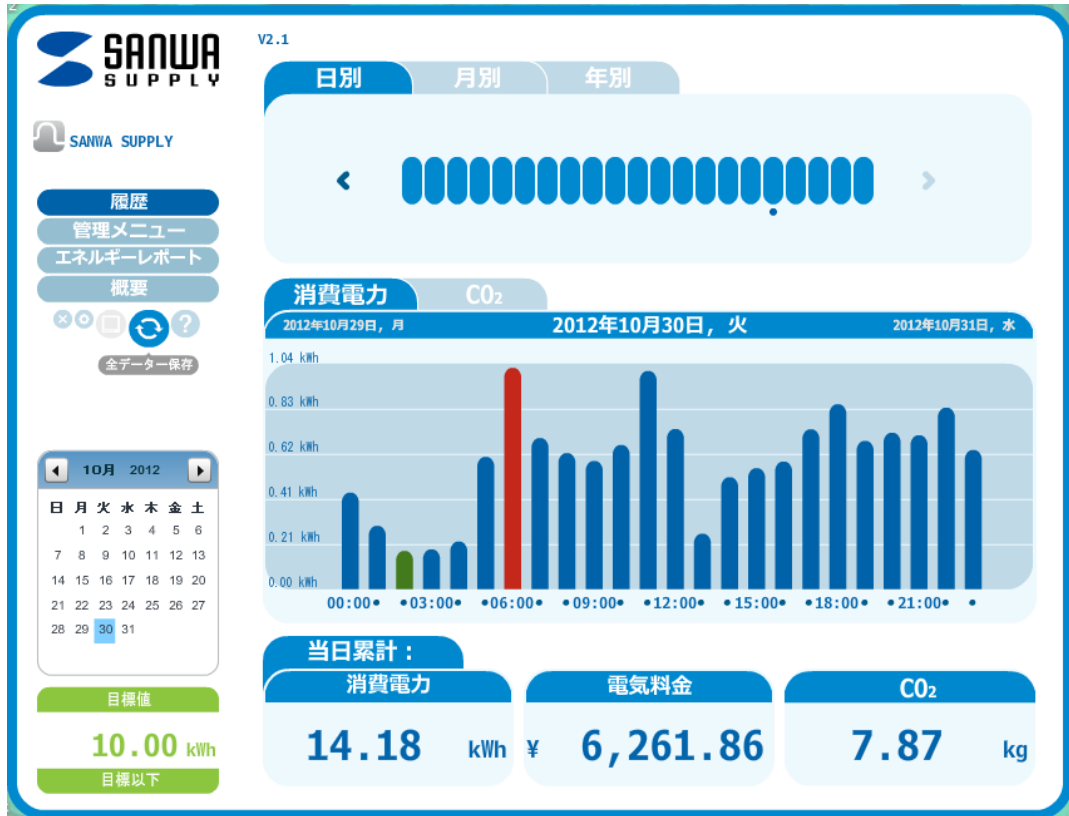 SANWA
SUPPLY
V2.1
日別
月別
年別
SANWA SUPPLY
履歴
管理メニュー
エネルギーレポート
概要
?
全データー保存
消費電力
CO₂
2012年10月29日, 月
2012年10月30日, 火
2012年10月31日, 水
1.04 kWh
0.83 kWh
0.62 kWh
0.41 kWh
0.21 kWh
0.00 kWh
00:00 03:00 06:00 09:00 12:00 15:00 18:00 21:00
10月 2012
日 月 火 水 木 金 土
1 2 3 4 5 6
7 8 9 10 11 12 13
14 15 16 17 18 19 20
21 22 23 24 25 26 27
28 29 30 31
目標値
10.00 kWh
目標以下
当日累計：
消費電力
14.18 kWh
電気料金
¥ 6,261.86
CO₂
7.87 kg